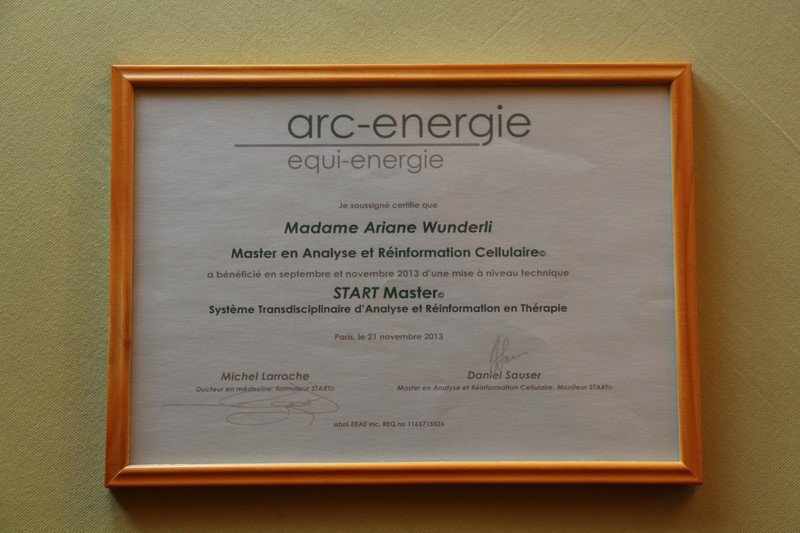 arc-energie
equi-energie
Je soussigné certifie que
Madame Ariane Wunderli
Master en Analyse et Réinformation Cellulaire©
a bénéficié en septembre et novembre 2013 d'une mise à niveau technique
START Master©
Système Transdisciplinaire d'Analyse et Réinformation en Thérapie
Paris, le 21 novembre 2013
Michel Larroche
Docteur en médecine, formateur START©
Daniel Sauser
Master en Analyse et Réinformation Cellulaire, Moniteur START©
obnl EEAE inc. REQ no 1165715526